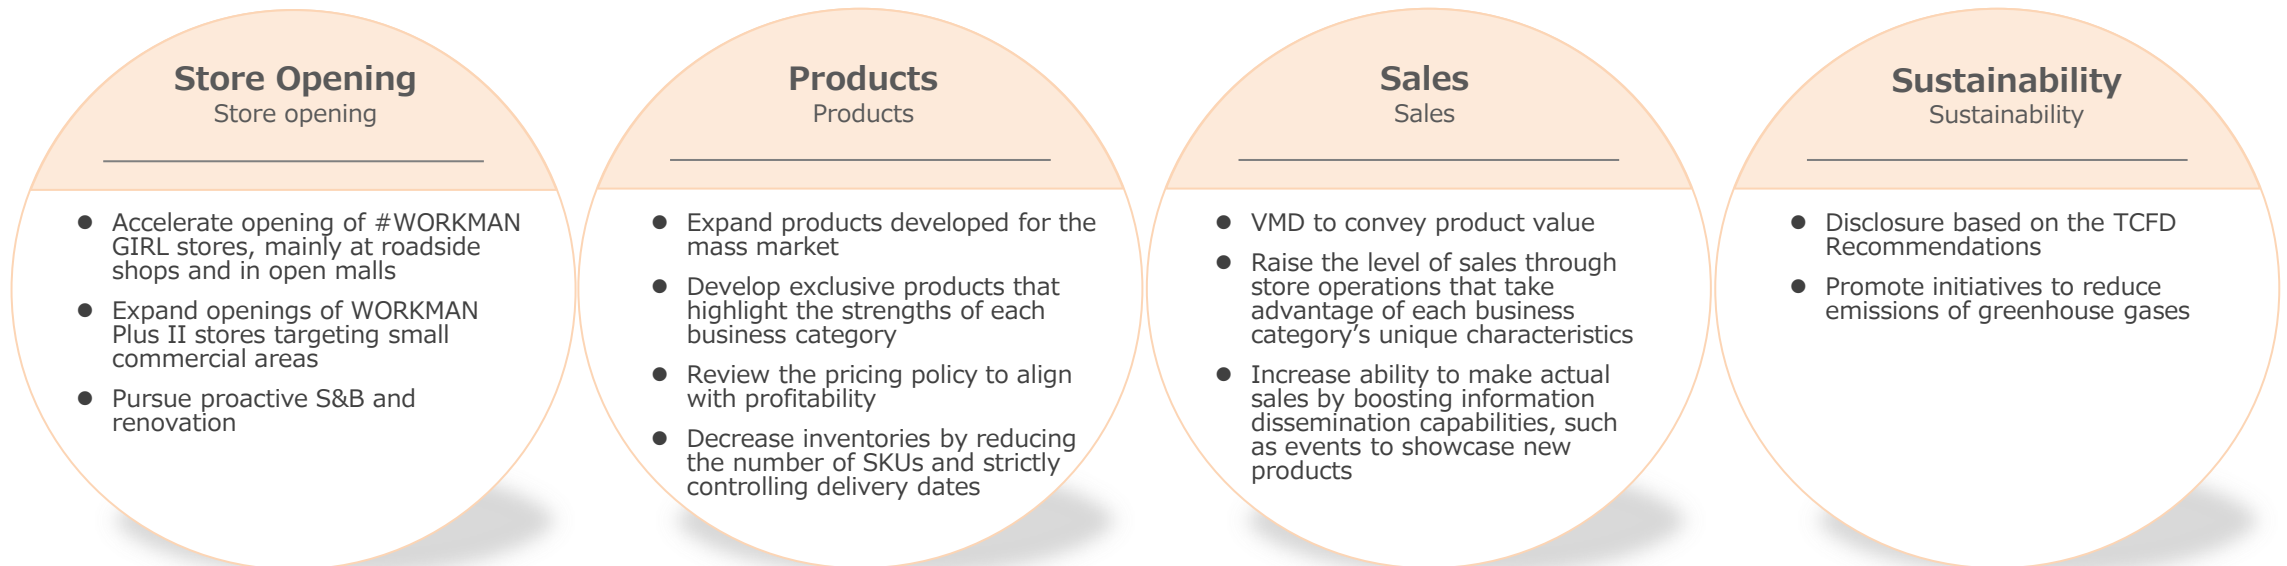 Store Opening
Store opening
● Accelerate opening of #WORKMAN
GIRL stores, mainly at roadside
shops and in open malls
● Expand openings of WORKMAN
Plus II stores targeting small
commercial areas
● Pursue proactive S&B and
renovation
Products
Products
● Expand products developed for the
mass market
● Develop exclusive products that
highlight the strengths of each
business category
● Review the pricing policy to align
with profitability
● Decrease inventories by reducing
the number of SKUs and strictly
controlling delivery dates
Sales
Sales
● VMD to convey product value
● Raise the level of sales through
store operations that take
advantage of each business
category’s unique characteristics
● Increase ability to make actual
sales by boosting information
dissemination capabilities, such
as events to showcase new
products
Sustainability
Sustainability
● Disclosure based on the TCFD
Recommendations
● Promote initiatives to reduce
emissions of greenhouse gases